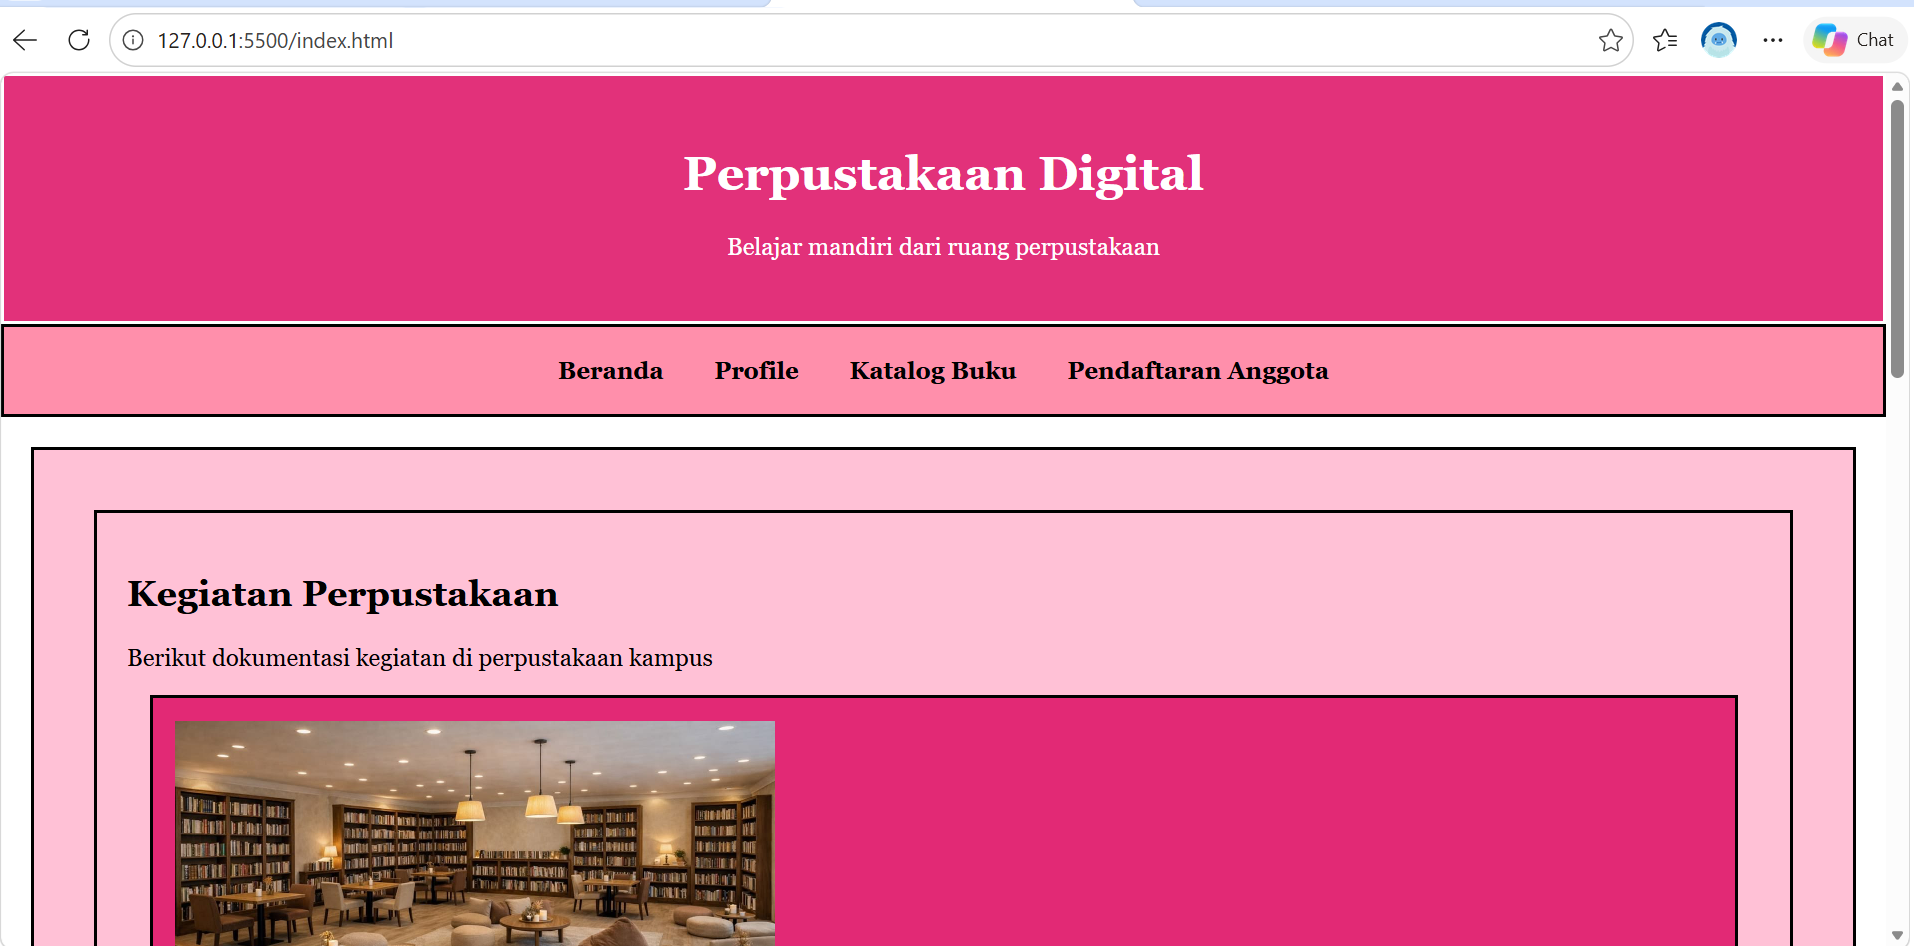 127.0.0.1:5500/index.html
Chat
Perpustakaan Digital
Belajar mandiri dari ruang perpustakaan
Beranda Profile Katalog Buku Pendaftaran Anggota
Kegiatan Perpustakaan
Berikut dokumentasi kegiatan di perpustakaan kampus